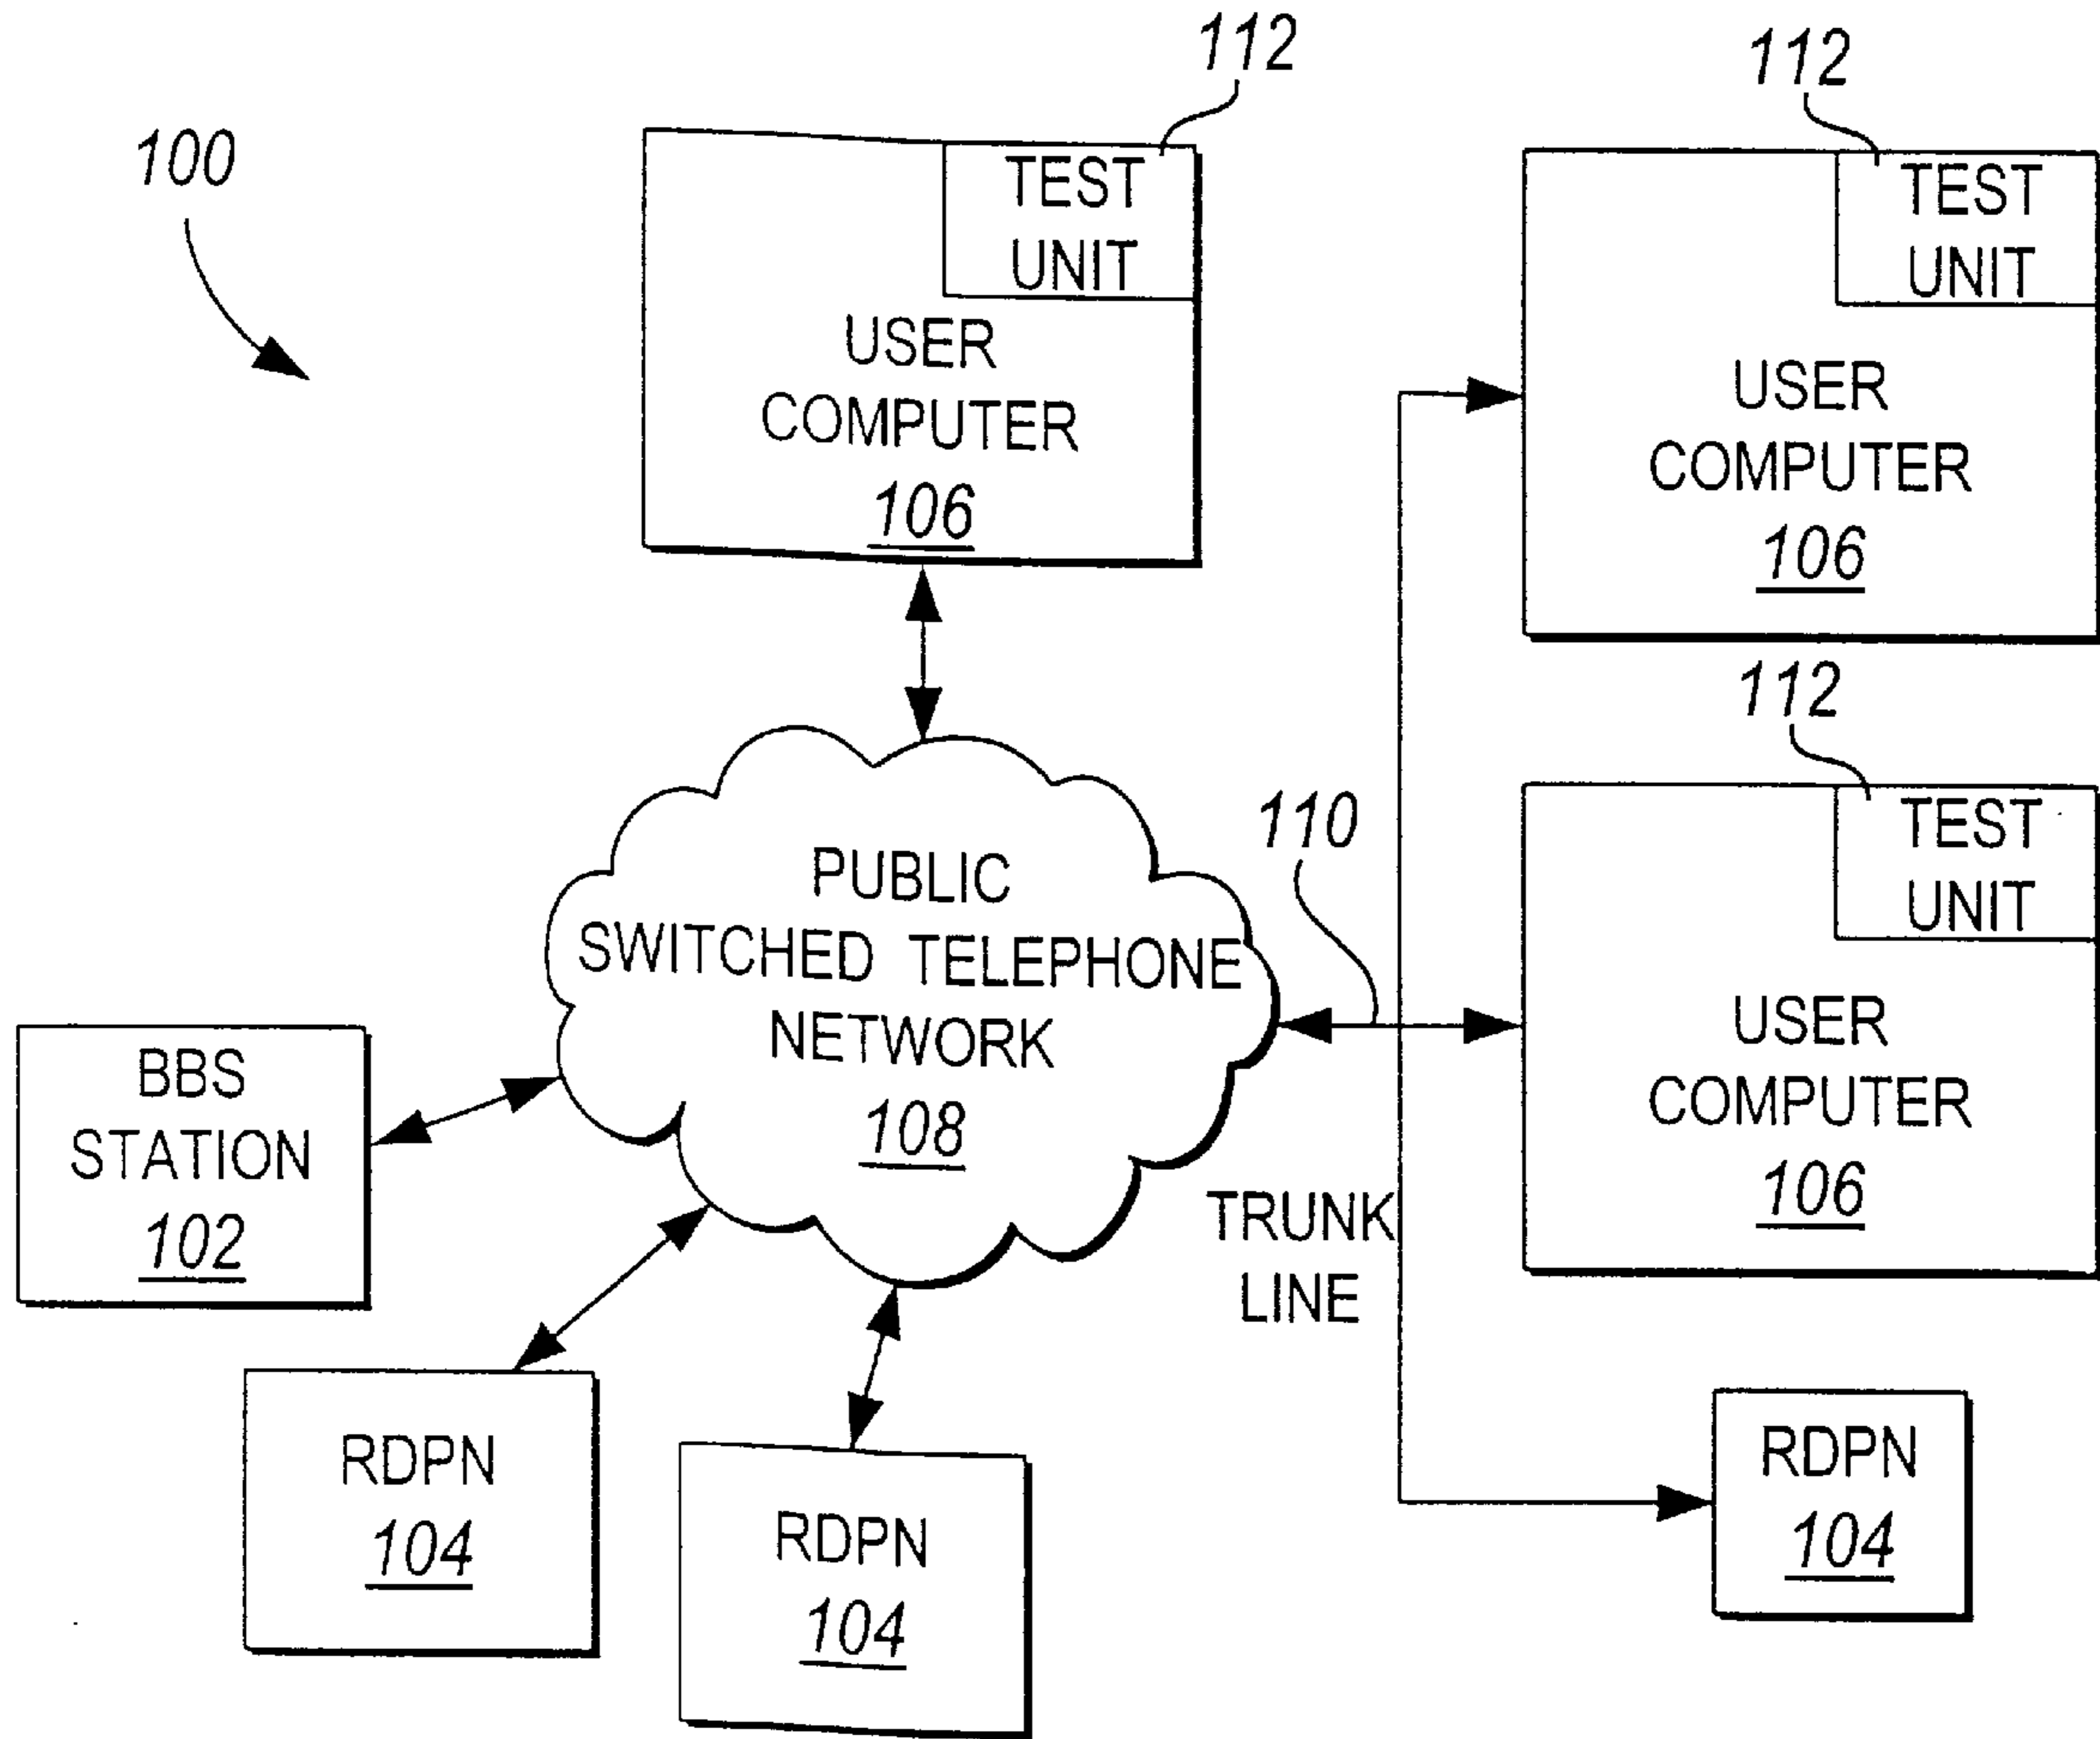 112
112
100
TEST
UNIT
USER
COMPUTER
106
TEST
UNIT
USER
COMPUTER
106
112
110
TEST
UNIT
USER
COMPUTER
106
PUBLIC
SWITCHED TELEPHONE
NETWORK
108
BBS
STATION
102
TRUNK
LINE
RDPN
104
RDPN
104
RDPN
104